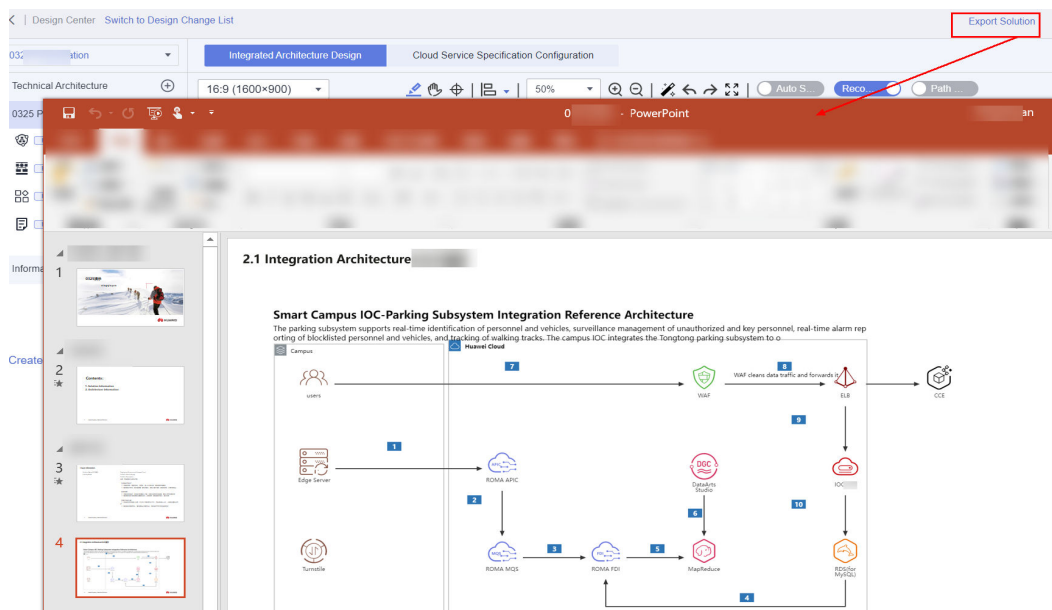 Design Center Switch to Design Change List
Export Solution
Integrated Architecture Design
Cloud Service Specification Configuration
Technical Architecture
16:9 (1600×900)
50%
Auto S...
Reco...
Path ...
0325 P
- PowerPoint
an
Informa
Create
1
2
Contents:
3
4
2.1 Integration Architecture
Smart Campus IOC-Parking Subsystem Integration Reference Architecture
The parking subsystem supports real-time identification of personnel and vehicles, surveillance management of unauthorized and key personnel, real-time alarm rep
orting of blocklisted personnel and vehicles, and tracking of walking tracks. The campus IOC integrates the Tongtong parking subsystem to o
Campus
Huawei Cloud
7
8
WAF cleans data traffic and forwards it
users
WAF
ELB
CCE
9
1
APIC
DGC
Edge Server
ROMA APIC
DataArts
Studio
IOC
2
6
10
3
5
MQS
FDI
Turnstile
ROMA MQS
ROMA FDI
MapReduce
RDS(for
MySQL)
4